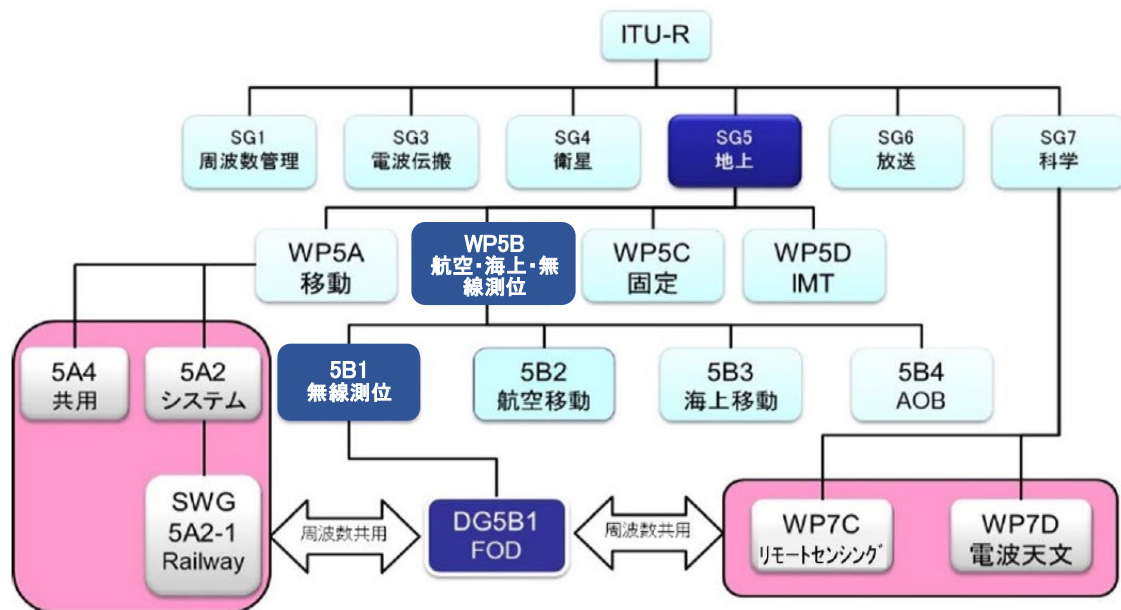 ITU-R
SG1
周波数管理
SG3
電波伝搬
SG4
衛星
SG5
地上
SG6
放送
SG7
科学
WP5A
移動
WP5B
航空・海上・無
線測位
WP5C
固定
WP5D
IMT
5A4
共用
5A2
システム
5B1
無線測位
5B2
航空移動
5B3
海上移動
5B4
AOB
SWG
5A2-1
Railway
周波数共用
DG5B1
FOD
周波数共用
WP7C
リモートセンシング
WP7D
電波天文